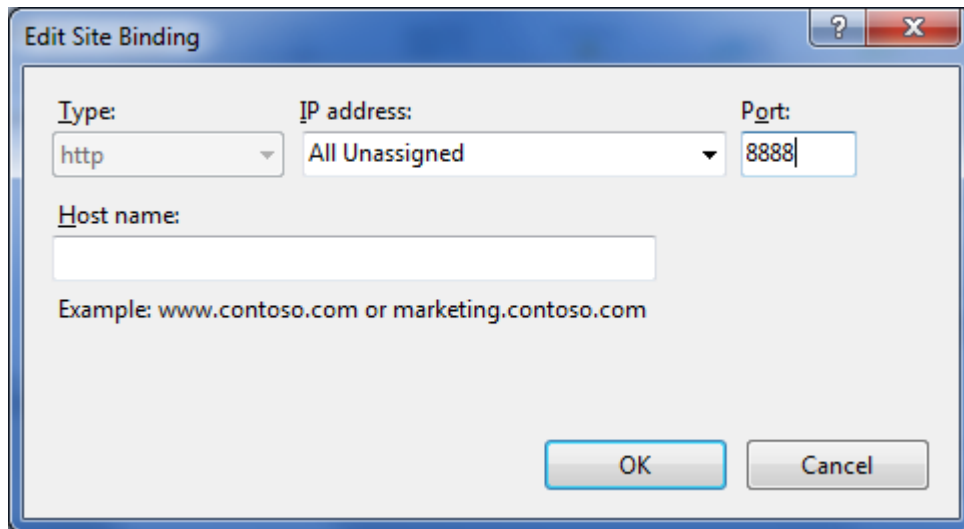 Edit Site Binding
Type: IP address: Port:
http All Unassigned 8888
Host name:
Example: www.contoso.com or marketing.contoso.com
OK Cancel